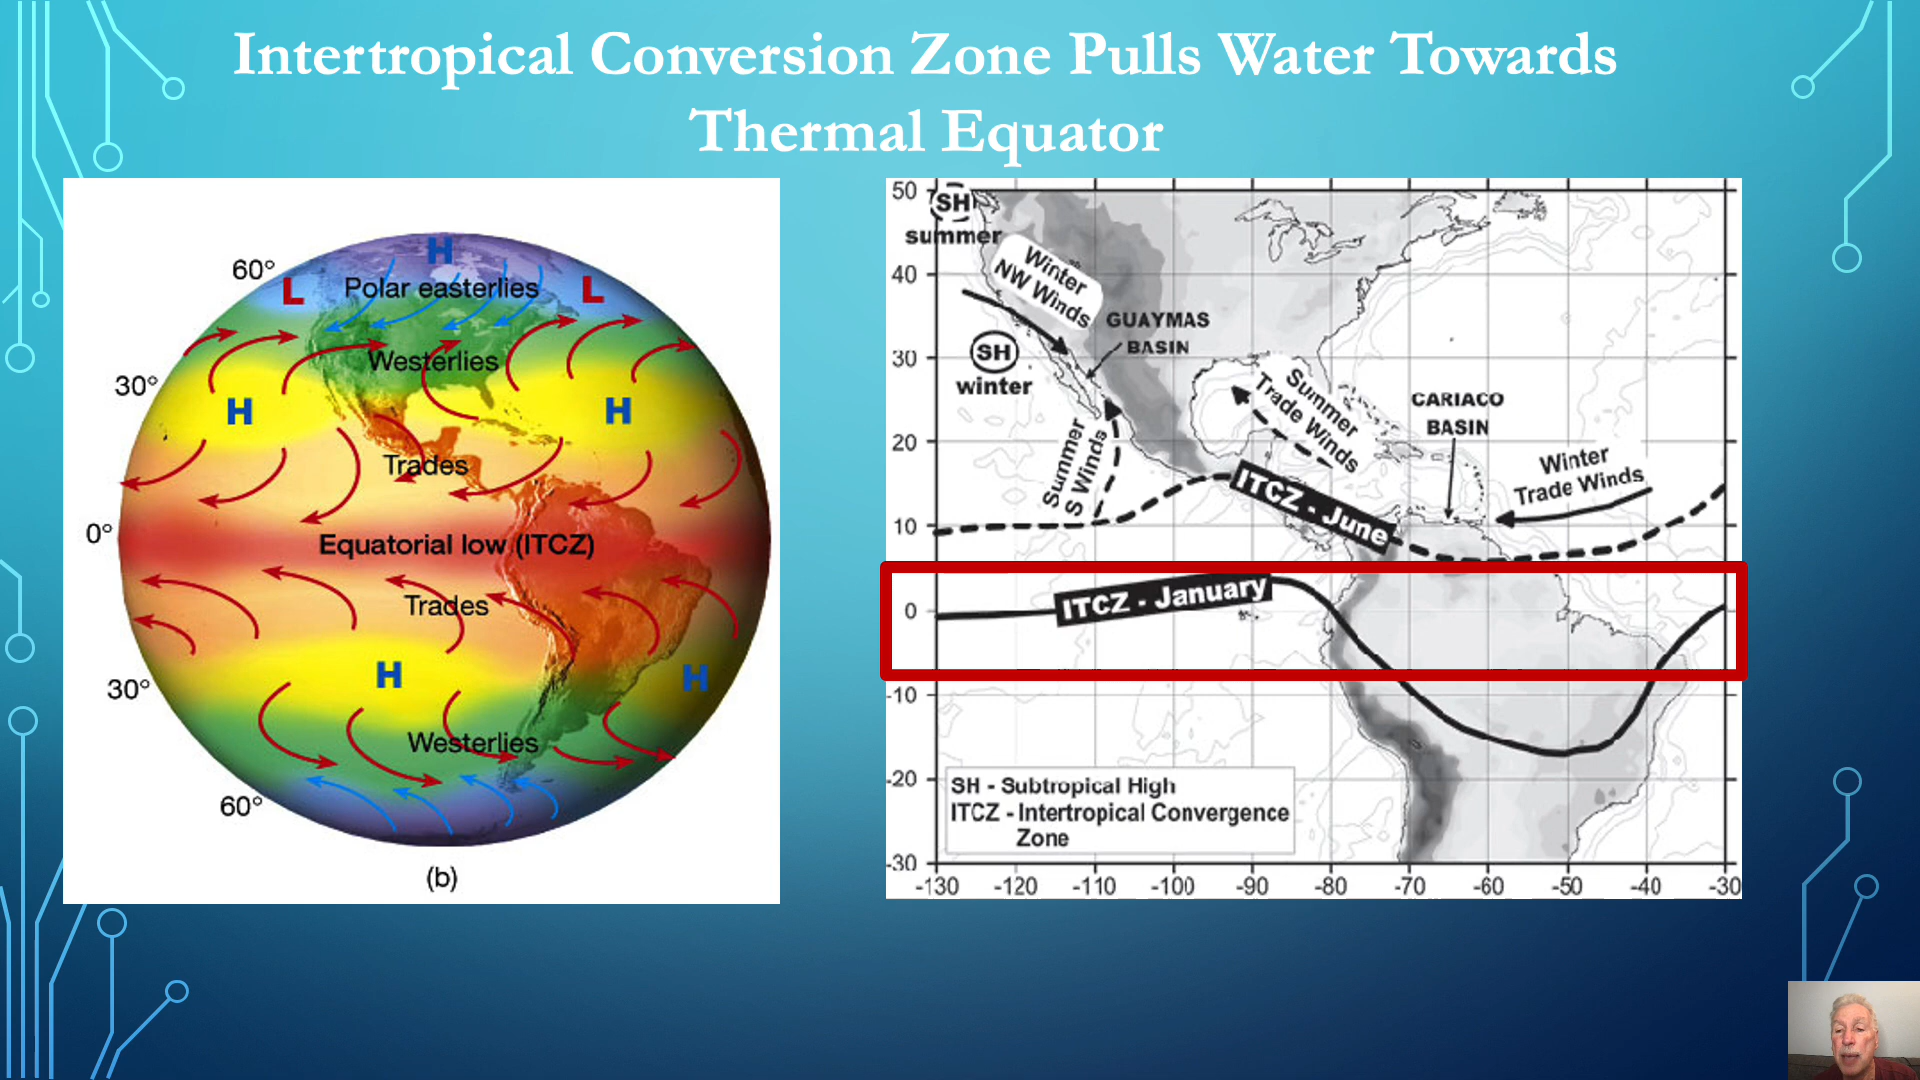 Intertropical Conversion Zone Pulls Water Towards
Thermal Equator
H
60°
L
Polar easterlies
L
Westerlies
30°
H
H
Trades
0°
Equatorial low (ITCZ)
Trades
H
H
30°
Westerlies
60°
(b)
50
SH
summer
40
Winter
NW Winds
GUAYMAS
BASIN
30
SH
winter
Summer
Trade Winds
CARIACO
BASIN
20
Summer
S Winds
Winter
Trade Winds
ITCZ - June
10
ITCZ - January
0
-10
-20
SH - Subtropical High
ITCZ - Intertropical Convergence
Zone
-30
-130 -120 -110 -100 -90 -80 -70 -60 -50 -40 -30